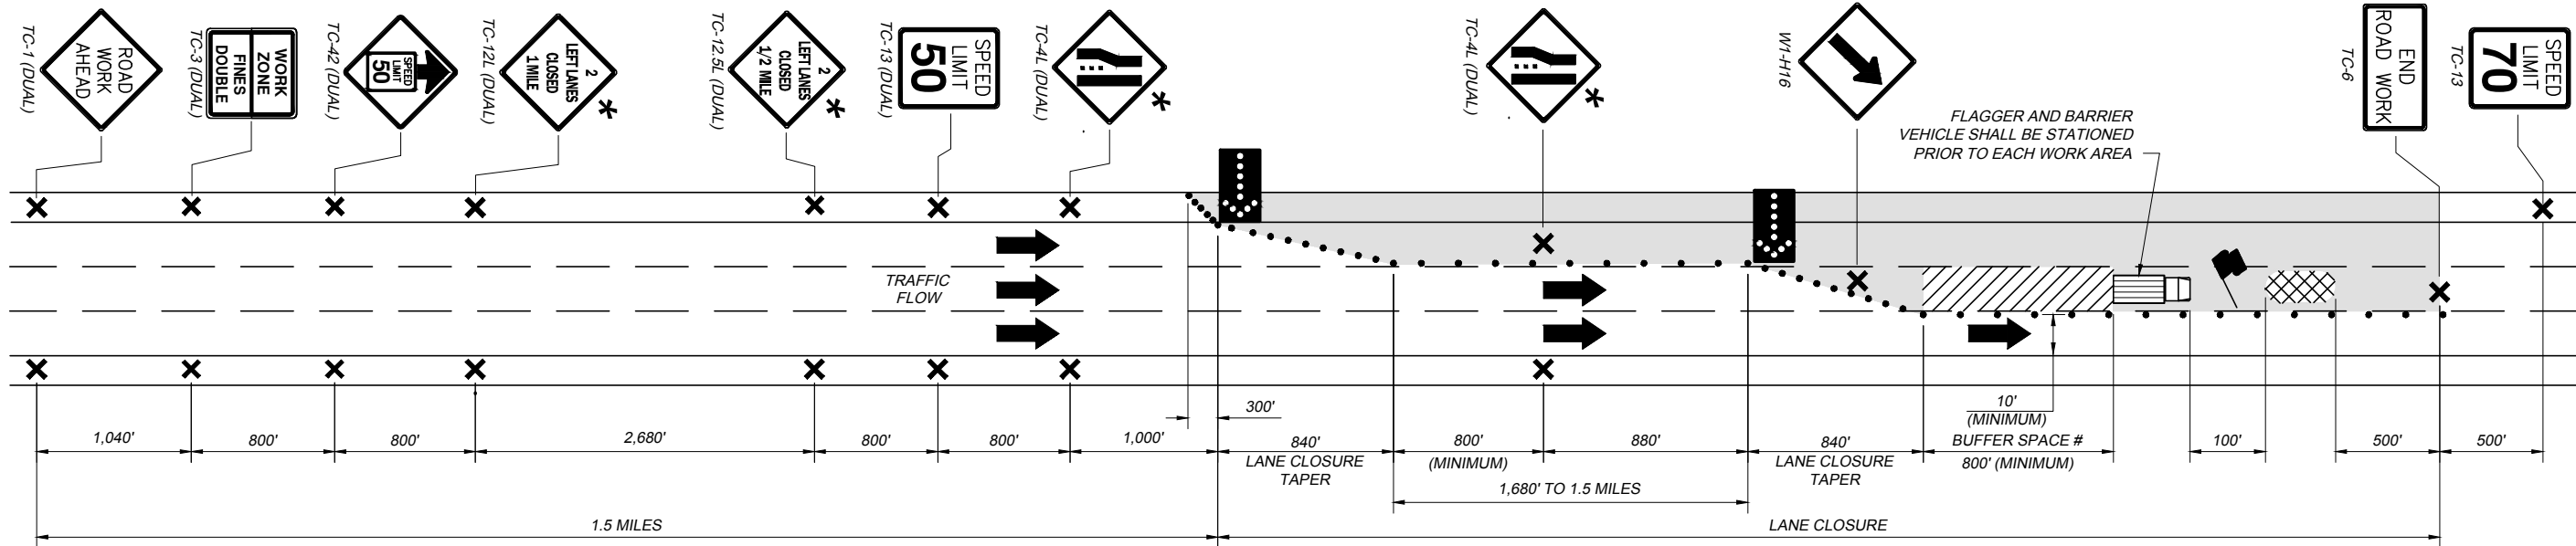 TC-1 (DUAL)
ROAD
WORK
AHEAD
TC-3 (DUAL)
WORK
ZONE
FINES
DOUBLE
TC-42 (DUAL)
SPEED
LIMIT
50
TC-12L (DUAL)
2
LEFT LANES
CLOSED
1 MILE
*
TC-12.5L (DUAL)
2
LEFT LANES
CLOSED
1/2 MILE
*
TC-13 (DUAL)
SPEED
LIMIT
50
TC-4L (DUAL)
*
TC-4L (DUAL)
*
W1-H16
FLAGGER AND BARRIER
VEHICLE SHALL BE STATIONED
PRIOR TO EACH WORK AREA
TC-6
END
ROAD WORK
TC-13
SPEED
LIMIT
70
TRAFFIC
FLOW
300'
10'
(MINIMUM)
1,040'
800'
800'
2,680'
800'
800'
1,000'
840'
LANE CLOSURE
TAPER
800'
(MINIMUM)
880'
840'
LANE CLOSURE
TAPER
BUFFER SPACE #
800' (MINIMUM)
100'
500'
500'
1,680' TO 1.5 MILES
1.5 MILES
LANE CLOSURE